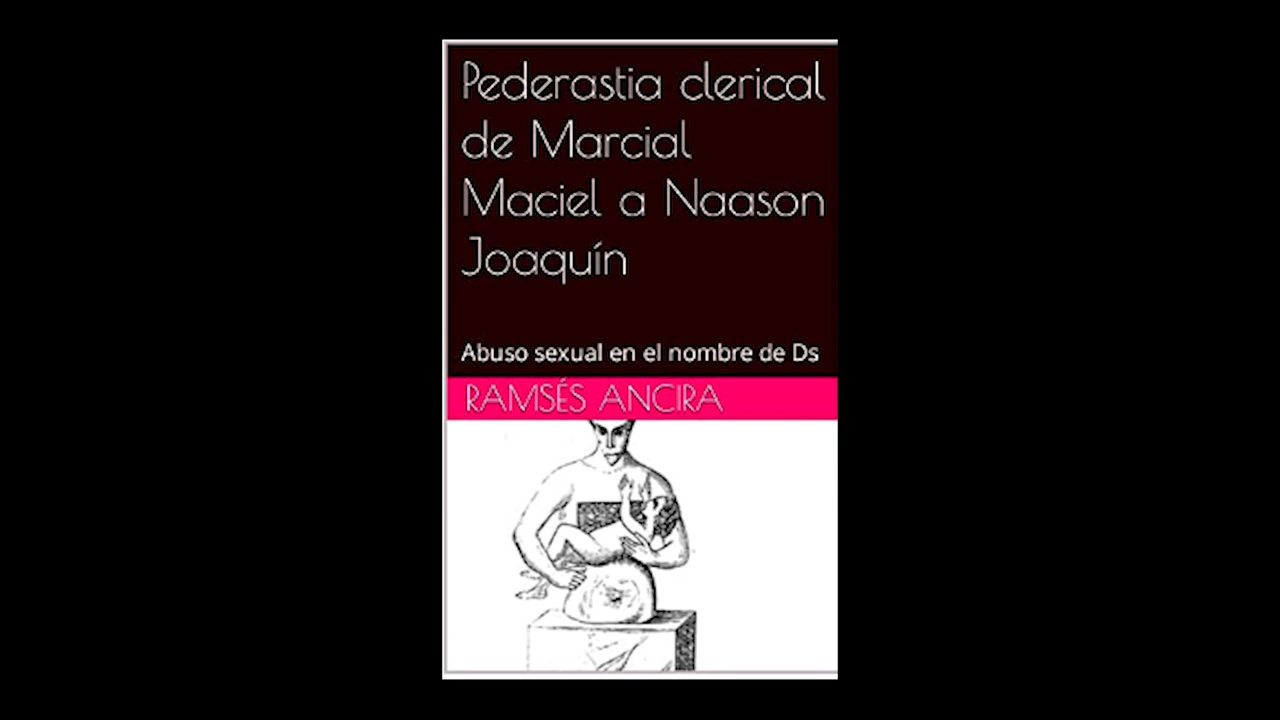 Pederastia clerical
de Marcial
Maciel a Naason
Joaquín
Abuso sexual en el nombre de Ds
RAMSÉS ANCIRA